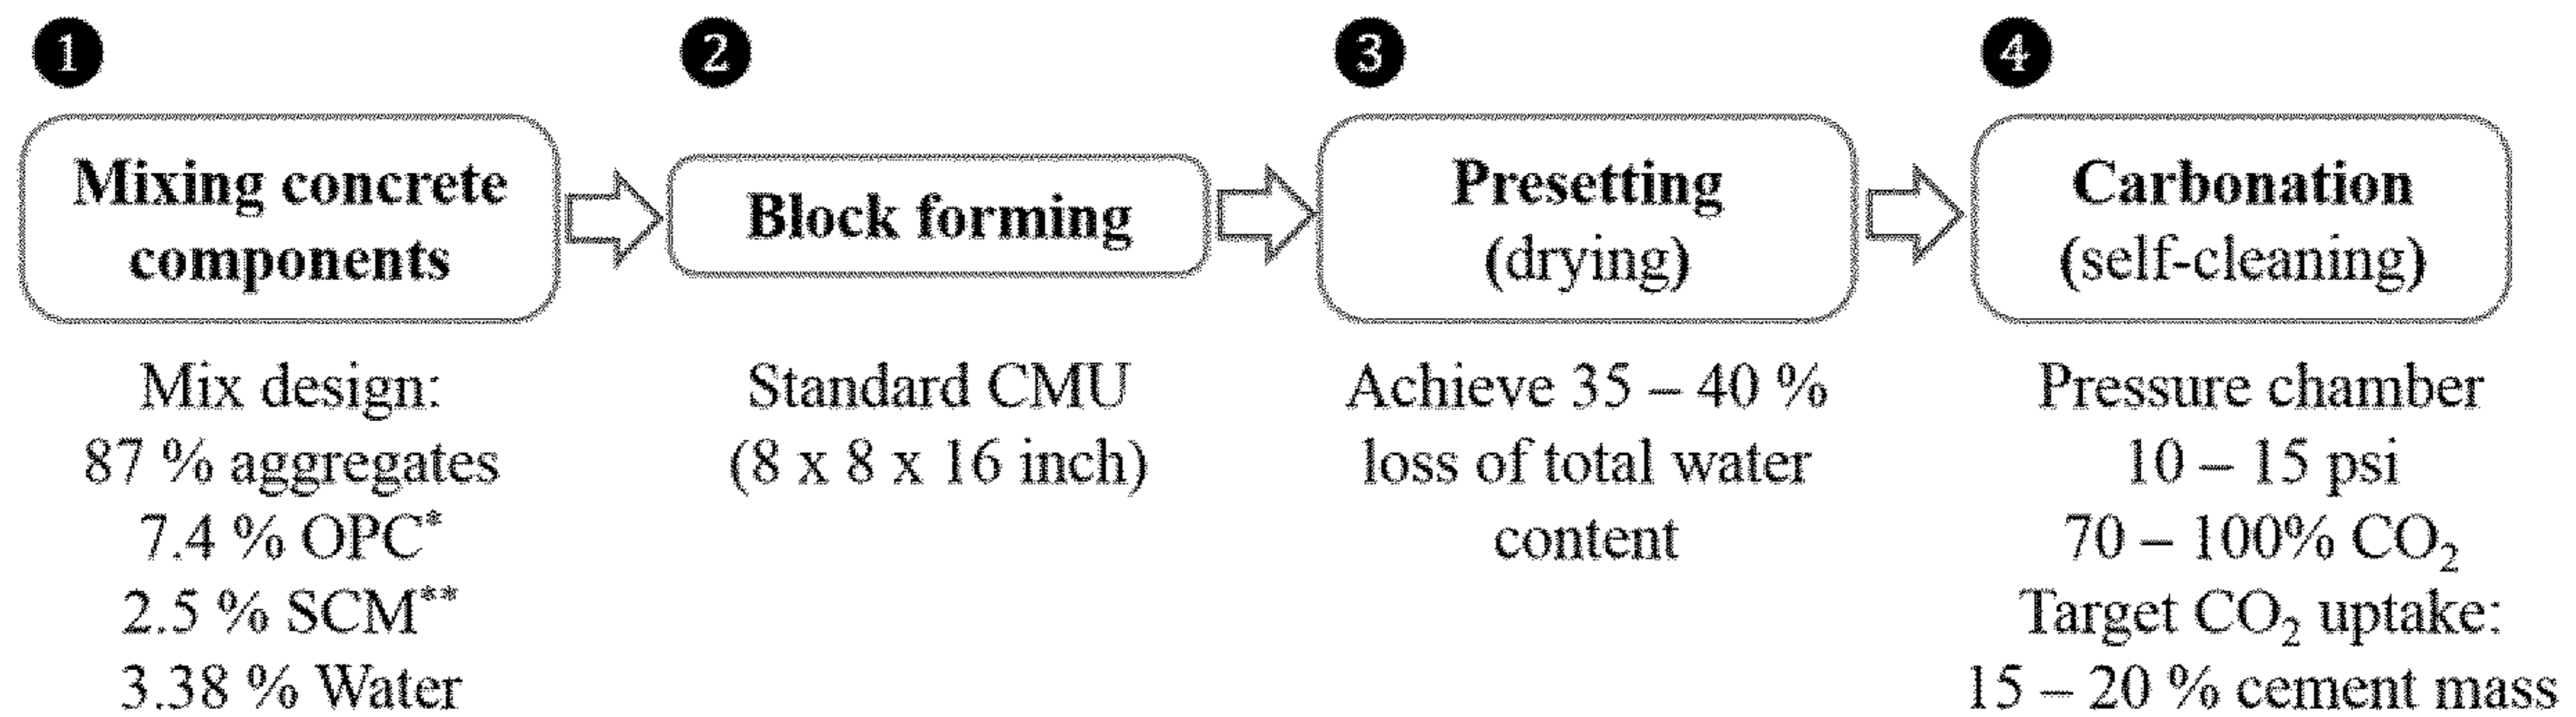 1
Mixing concrete
components
Mix design:
87 % aggregates
7.4 % OPC*
2.5 % SCM**
3.38 % Water
2
Block forming
Standard CMU
(8 x 8 x 16 inch)
3
Presetting
(drying)
Achieve 35 – 40 %
loss of total water
content
4
Carbonation
(self-cleaning)
Pressure chamber
10 – 15 psi
70 – 100% CO₂
Target CO₂ uptake:
15 – 20 % cement mass